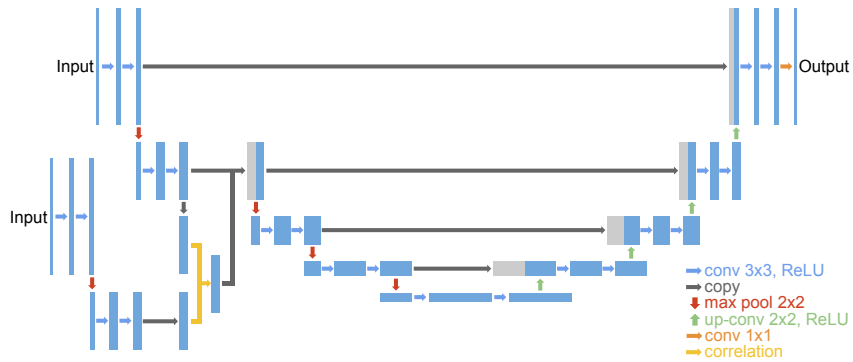 Input
Output
Input
conv 3x3, ReLU
copy
max pool 2x2
up-conv 2x2, ReLU
conv 1x1
correlation